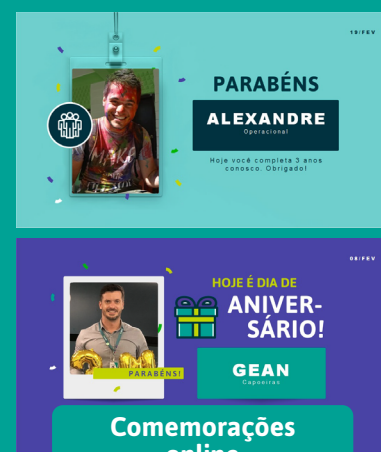 19/FEV
PARABÉNS
ALEXANDRE
Operacional
Hoje você completa 3 anos
conosco. Obrigado!
08/FEV
HOJE É DIA DE
ANIVER-
SÁRIO!
PARABÉNS!
GEAN
Capoeiras
Comemorações
online